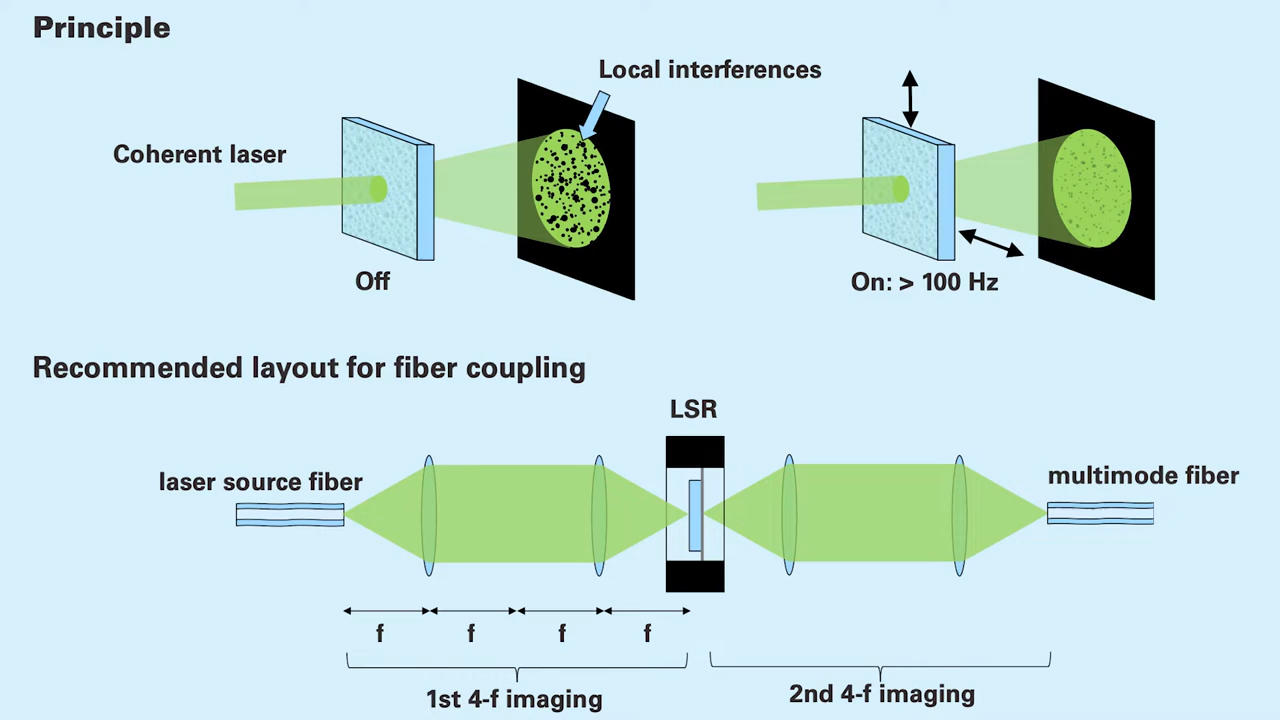 Principle
Local interferences
Coherent laser
Off
On: > 100 Hz
Recommended layout for fiber coupling
LSR
laser source fiber
multimode fiber
f
f
f
f
1st 4-f imaging
2nd 4-f imaging